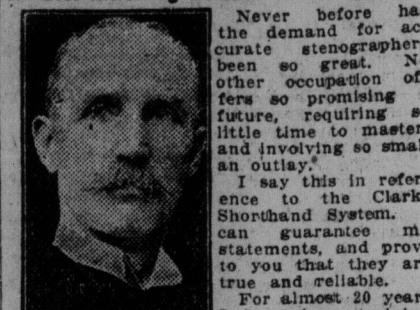 Never before ha
the demand for ac
curate stenographer
been so great. N
other occupation of
fers so promising
future, requiring s
little time to master
and involving so smal
an outlay.
I say this in refer
ence to the Clark
Shorthand System.
can guarantee m
statements, and prov
to you that they ar
true and reliable.
For almost 20 year